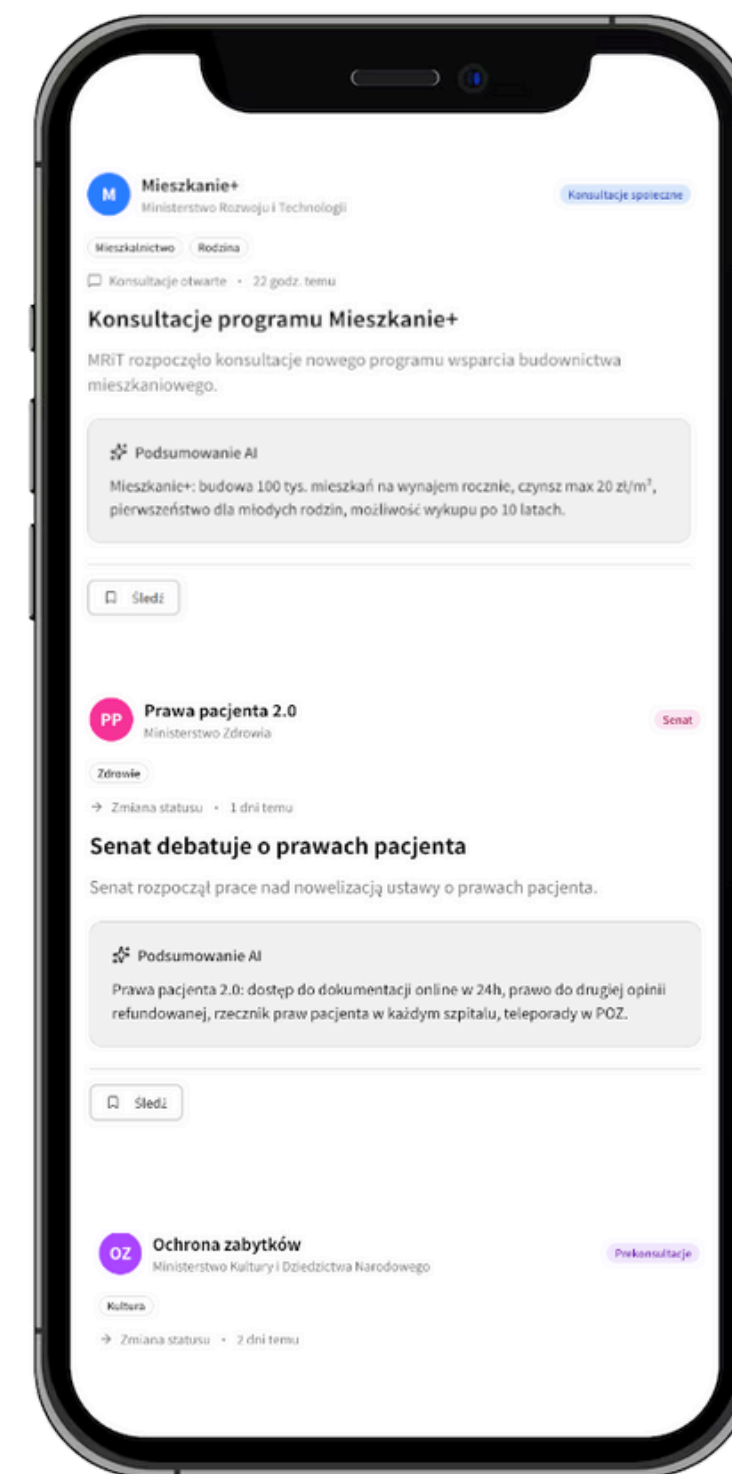 M
Mieszkanie+
Konsultacje społeczne
Ministerstwo Rozwoju i Technologii
Mieszkalnictwo Rodzina
Konsultacje otwarte • 22 godz. temu
Konsultacje programu Mieszkanie+
MRiT rozpoczęło konsultacje nowego programu wsparcia budownictwa
mieszkaniowego.
Podsumowanie AI
Mieszkanie+: budowa 100 tys. mieszkań na wynajem rocznie, czynsz max 20 zł/m²,
pierwszeństwo dla młodych rodzin, możliwość wykupu po 10 latach.
Śledź
PP
Prawa pacjenta 2.0
Senat
Ministerstwo Zdrowia
Zdrowie
→ Zmiana statusu • 1 dni temu
Senat debatuje o prawach pacjenta
Senat rozpoczął prace nad nowelizacją ustawy o prawach pacjenta.
Podsumowanie AI
Prawa pacjenta 2.0: dostęp do dokumentacji online w 24h, prawo do drugiej opinii
refundowanej, rzecznik praw pacjenta w każdym szpitalu, teleporady w POZ.
Śledź
OZ
Ochrona zabytków
Prekonsultacje
Ministerstwo Kultury i Dziedzictwa Narodowego
Kultura
→ Zmiana statusu • 2 dni temu